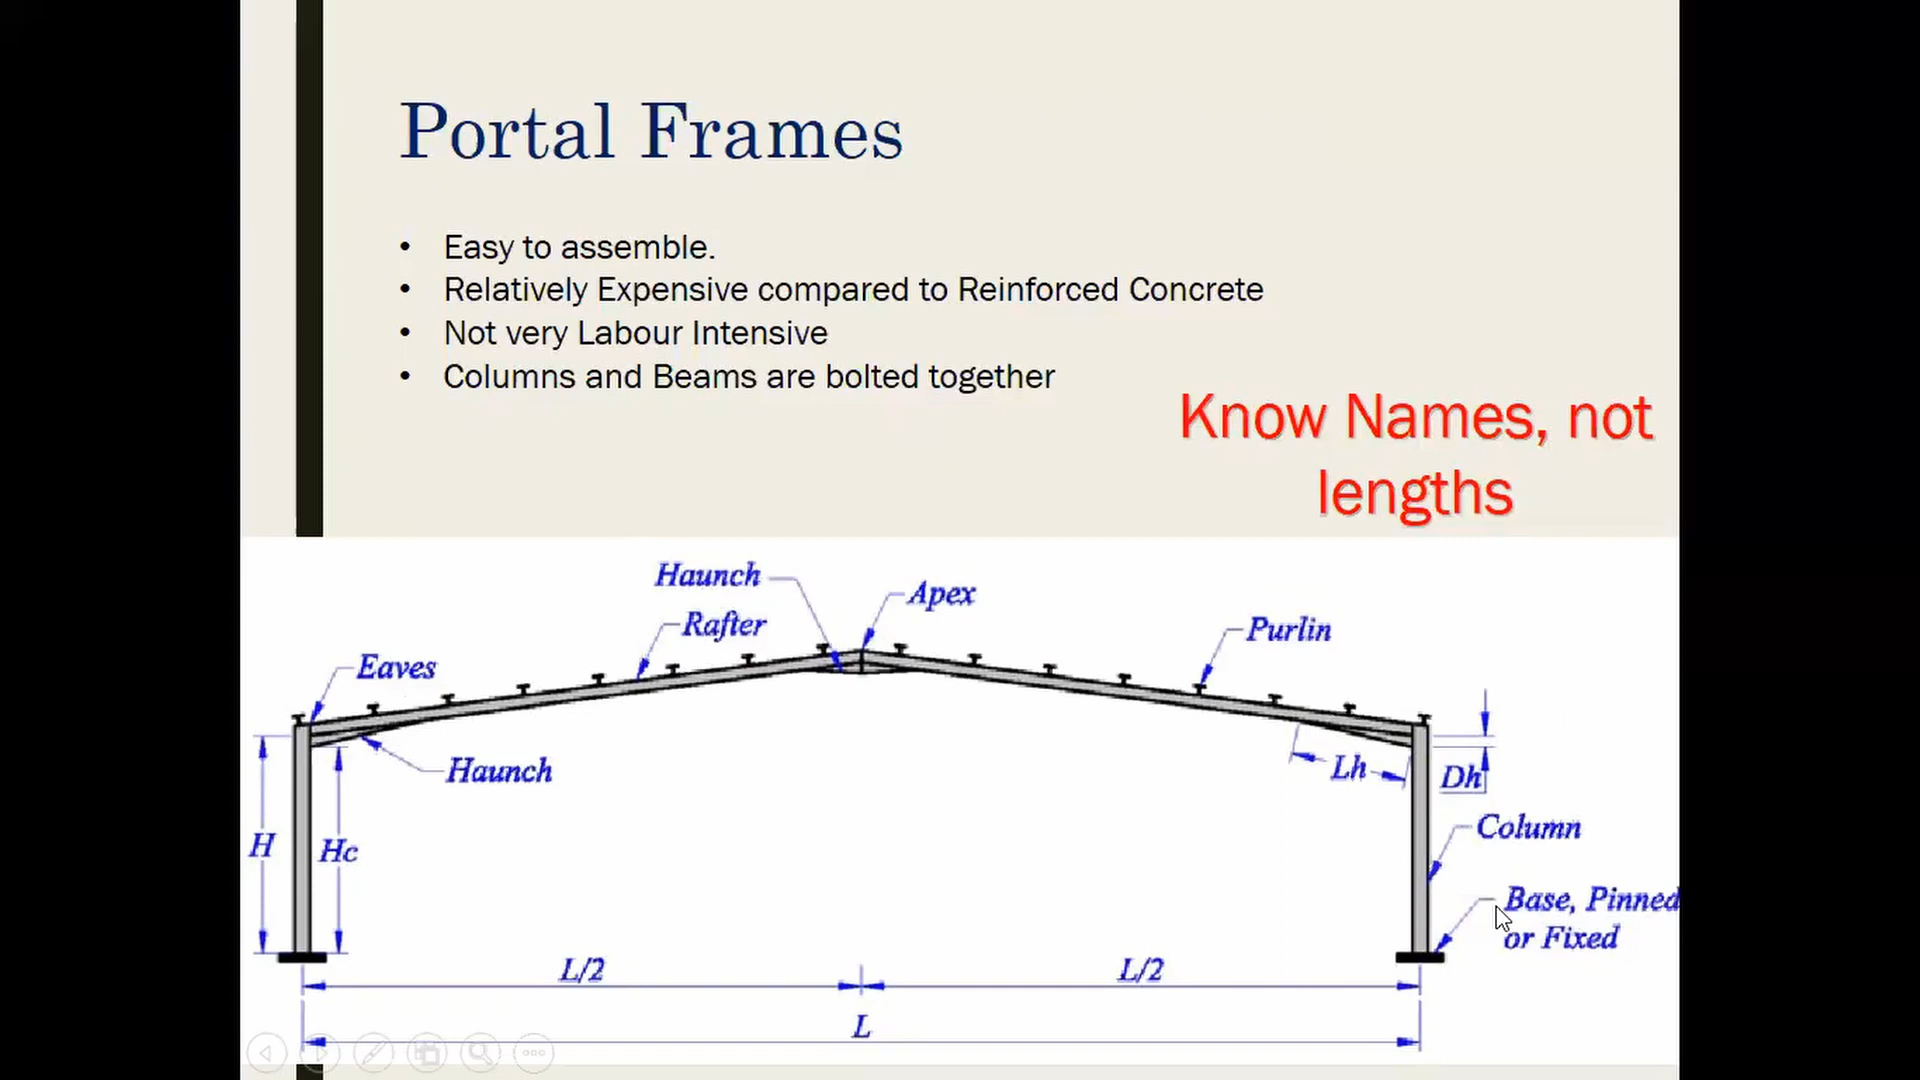 Portal Frames
• Easy to assemble.
• Relatively Expensive compared to Reinforced Concrete
• Not very Labour Intensive
• Columns and Beams are bolted together
Know Names, not
lengths
Haunch
Apex
Rafter
Purlin
Eaves
Haunch
Lh
Dh
H
Hc
Column
Base, Pinned
or Fixed
L/2
L/2
L